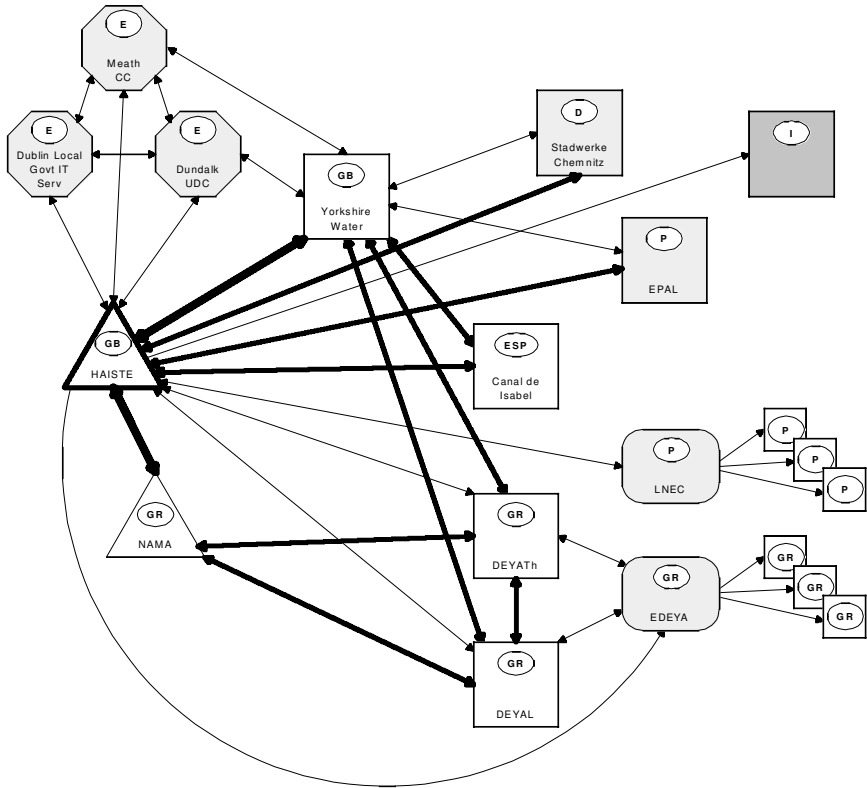 E
Meath
CC
E
Dublin Local
Govt IT
Serv
E
Dundalk
UDC
GB
Yorkshire
Water
D
Stadwerke
Chemnitz
I
P
EPAL
GB
HAISTE
ESP
Canal de
Isabel
P
LNEC
P
P
P
GR
NAMA
GR
DEYATh
GR
EDEYA
GR
GR
GR
GR
DEYAL